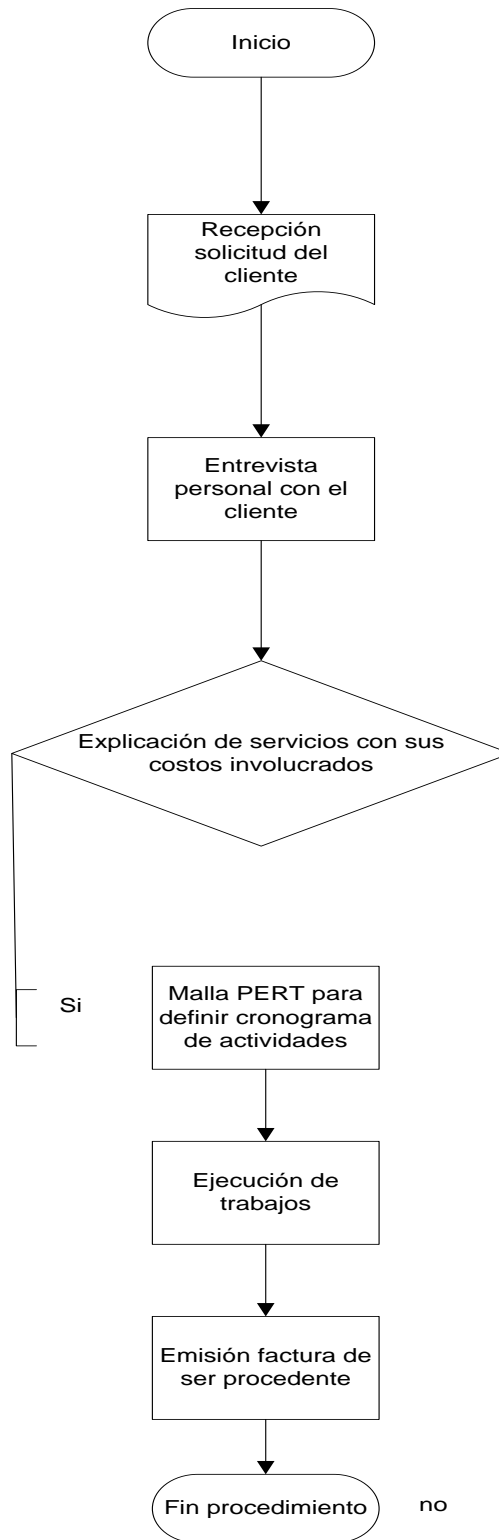 Inicio
Recepción
solicitud del
cliente
Entrevista
personal con el
cliente
Explicación de servicios con sus
costos involucrados
Si
Malla PERT para
definir cronograma
de actividades
Ejecución de
trabajos
Emisión factura de
ser procedente
Fin procedimiento
no